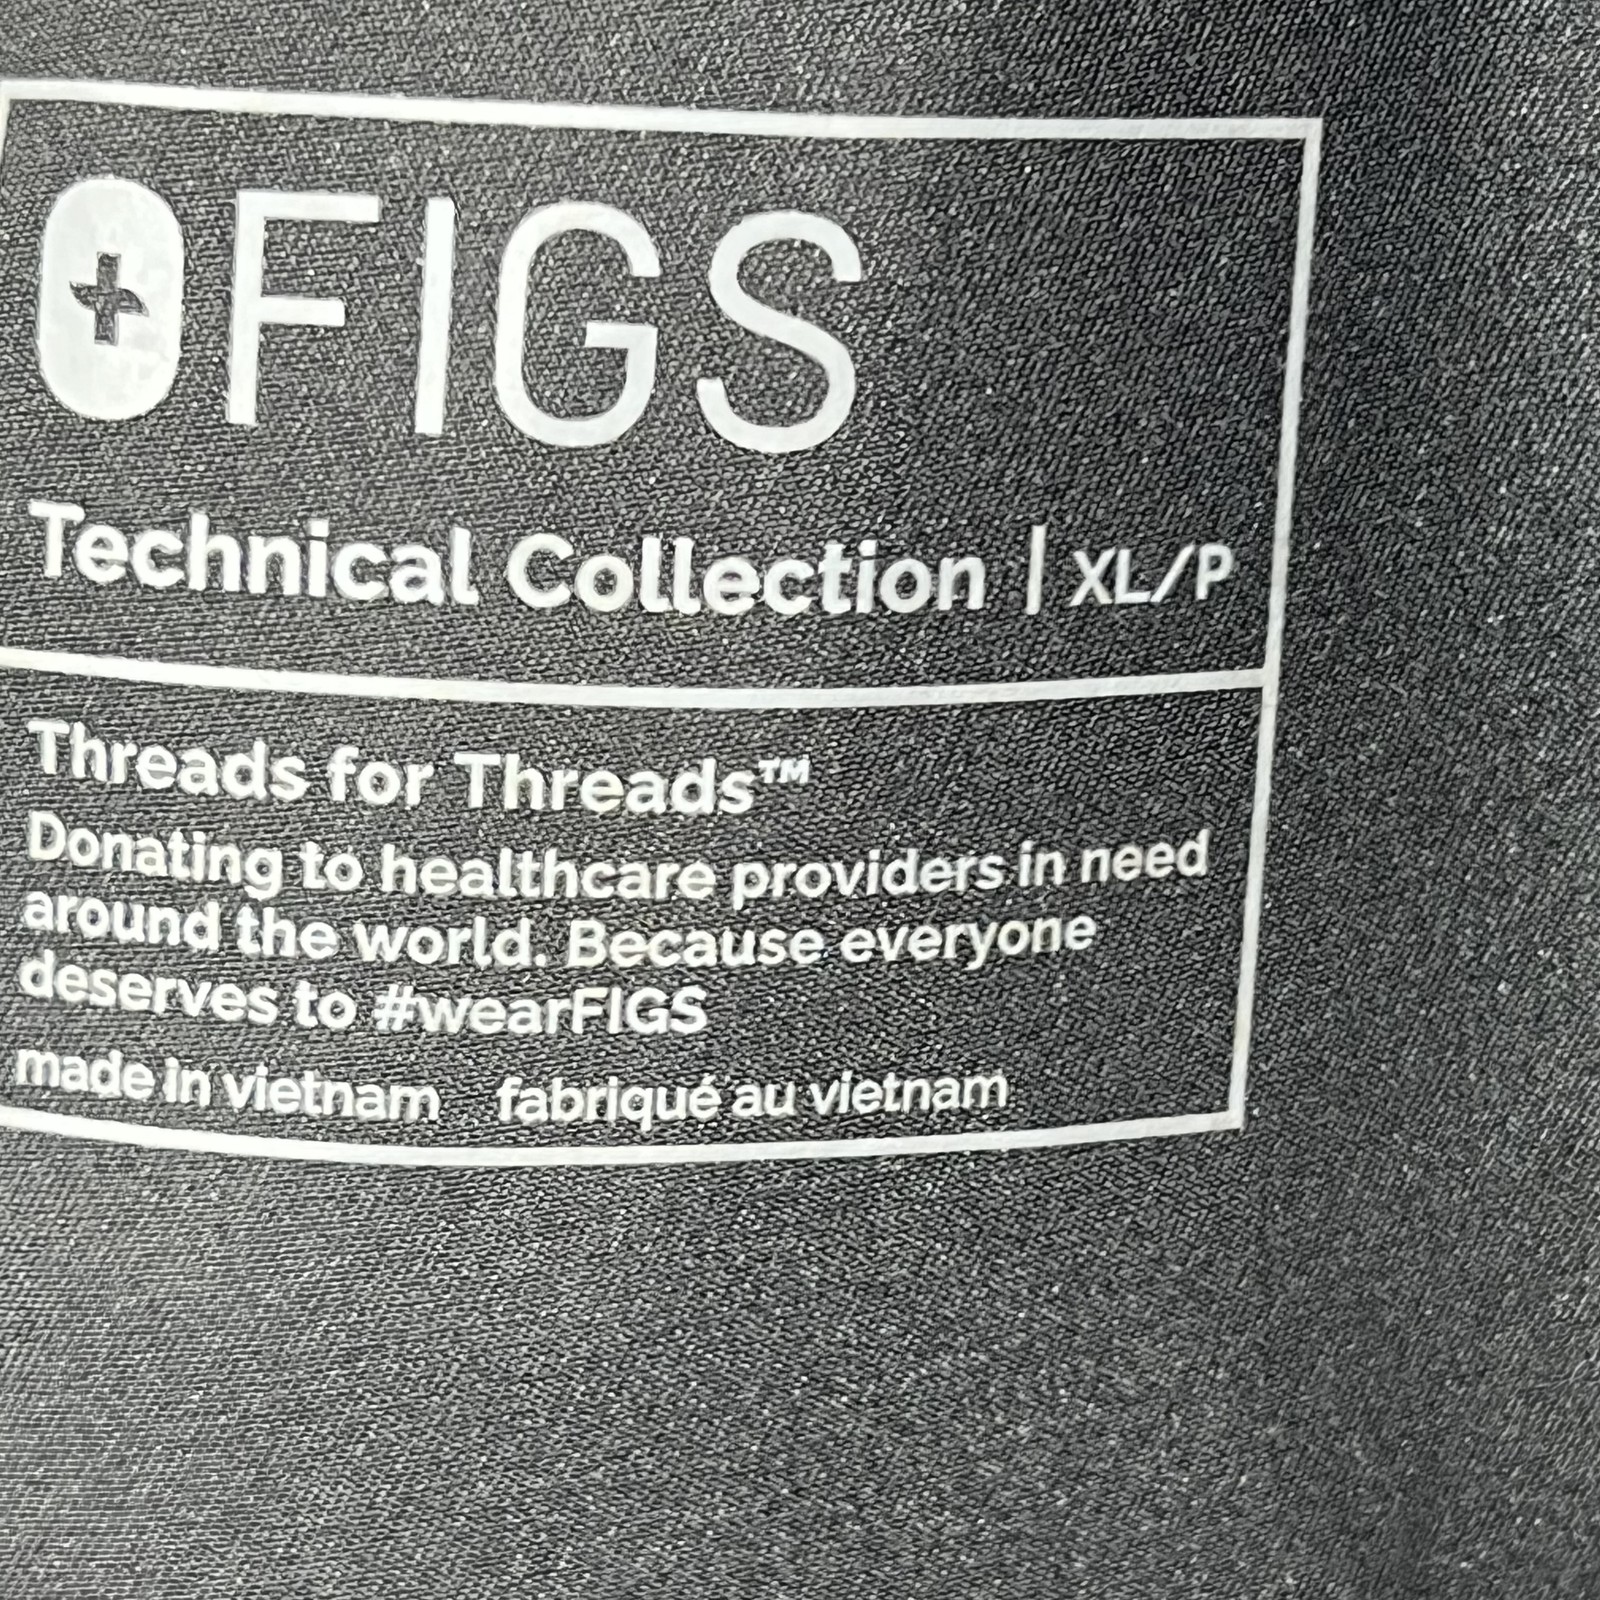 FIGS
Technical Collection | XL/P
Threads for Threads™
Donating to healthcare providers in need
around the world. Because everyone
deserves to #wearFIGS
made in vietnam fabriqué au vietnam